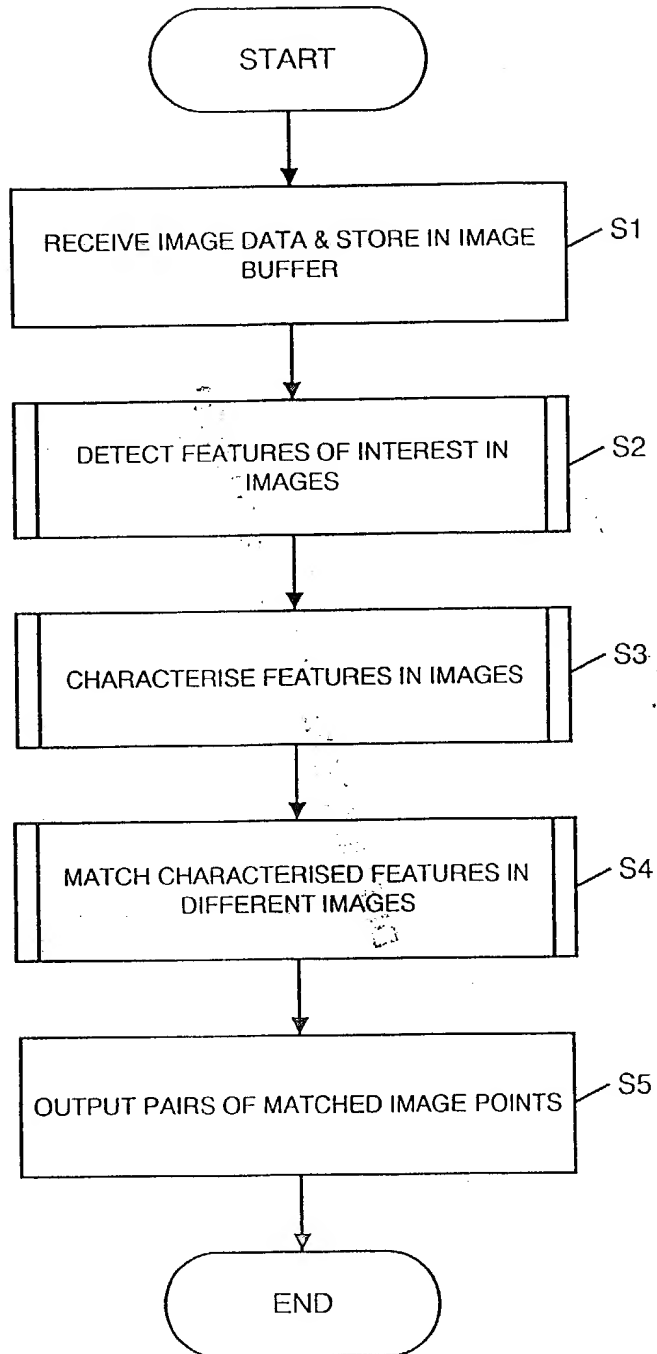 START
RECEIVE IMAGE DATA & STORE IN IMAGE
BUFFER
S1
DETECT FEATURES OF INTEREST IN
IMAGES
S2
CHARACTERISE FEATURES IN IMAGES
S3
MATCH CHARACTERISED FEATURES IN
DIFFERENT IMAGES
S4
OUTPUT PAIRS OF MATCHED IMAGE POINTS
S5
END